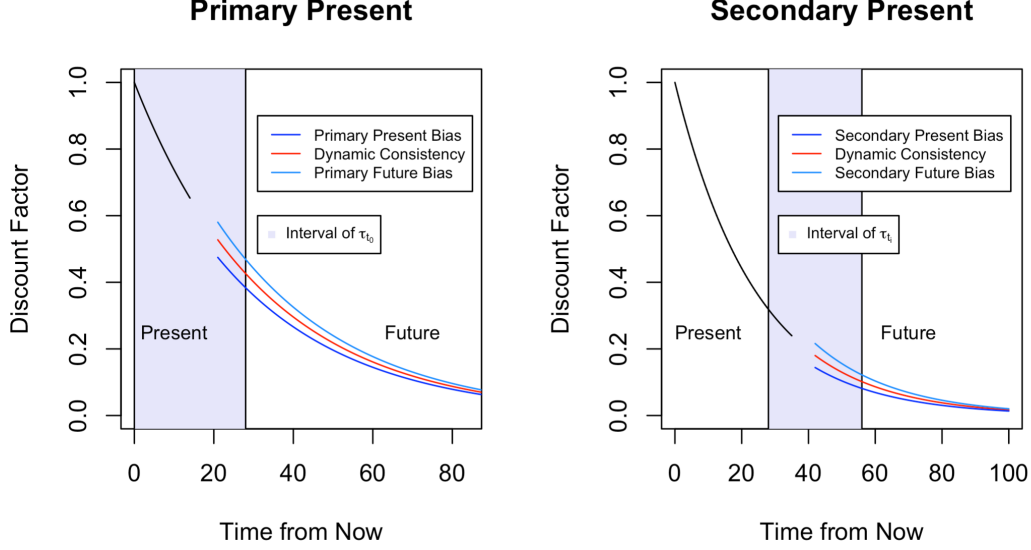 Primary Present
Discount Factor
1.0
0.8
0.6
0.4
0.2
0.0
Primary Present Bias
Dynamic Consistency
Primary Future Bias
Interval of τt0
Present
Future
0 20 40 60 80
Time from Now
Secondary Present
Discount Factor
1.0
0.8
0.6
0.4
0.2
0.0
Secondary Present Bias
Dynamic Consistency
Secondary Future Bias
Interval of τti
Present
Future
0 20 40 60 80 100
Time from Now